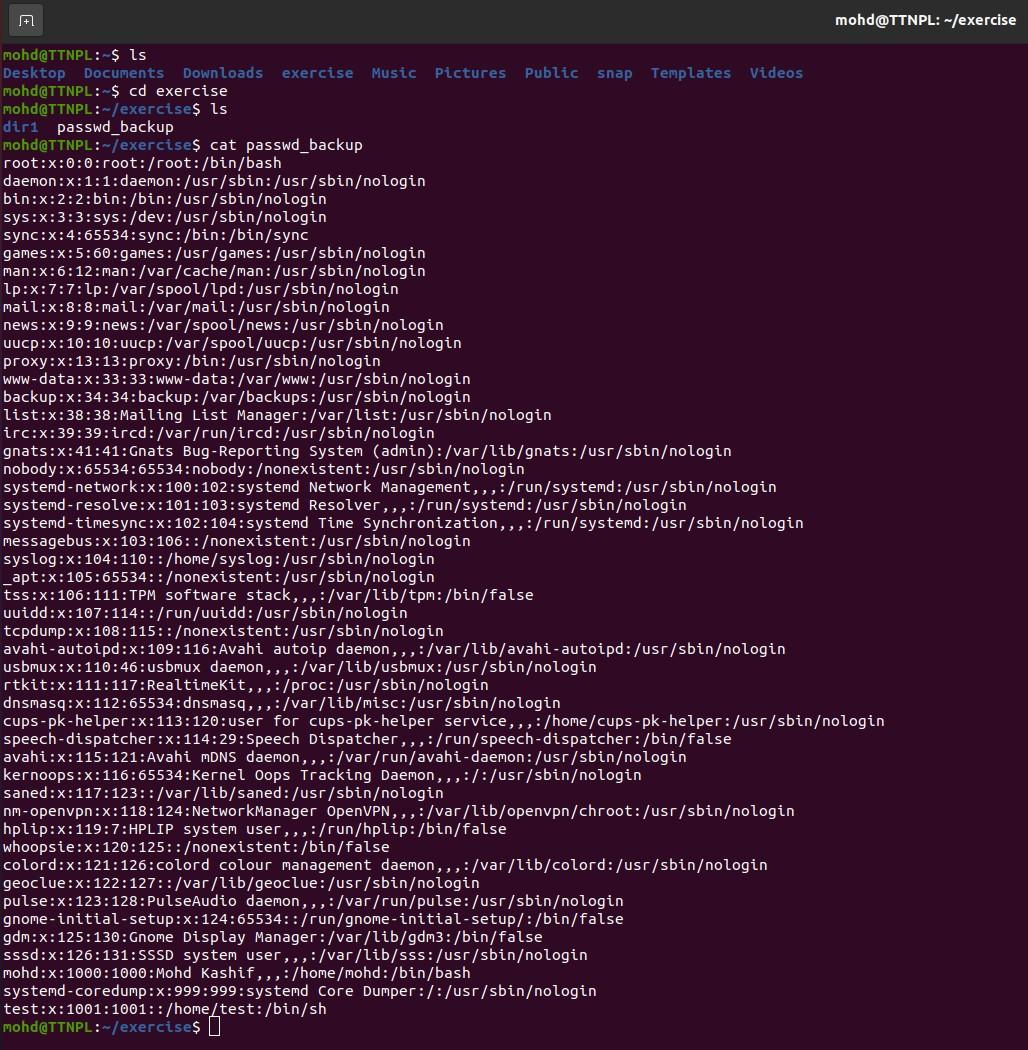 mohd@TTNPL: ~/exercise
mohd@TTNPL:~$ ls
Desktop  Documents  Downloads  exercise  Music  Pictures  Public  snap  Templates  Videos
mohd@TTNPL:~$ cd exercise
mohd@TTNPL:~/exercise$ ls
dir1  passwd_backup
mohd@TTNPL:~/exercise$ cat passwd_backup
root:x:0:0:root:/root:/bin/bash
daemon:x:1:1:daemon:/usr/sbin:/usr/sbin/nologin
bin:x:2:2:bin:/bin:/usr/sbin/nologin
sys:x:3:3:sys:/dev:/usr/sbin/nologin
sync:x:4:65534:sync:/bin:/bin/sync
games:x:5:60:games:/usr/games:/usr/sbin/nologin
man:x:6:12:man:/var/cache/man:/usr/sbin/nologin
lp:x:7:7:lp:/var/spool/lpd:/usr/sbin/nologin
mail:x:8:8:mail:/var/mail:/usr/sbin/nologin
news:x:9:9:news:/var/spool/news:/usr/sbin/nologin
uucp:x:10:10:uucp:/var/spool/uucp:/usr/sbin/nologin
proxy:x:13:13:proxy:/bin:/usr/sbin/nologin
www-data:x:33:33:www-data:/var/www:/usr/sbin/nologin
backup:x:34:34:backup:/var/backups:/usr/sbin/nologin
list:x:38:38:Mailing List Manager:/var/list:/usr/sbin/nologin
irc:x:39:39:ircd:/var/run/ircd:/usr/sbin/nologin
gnats:x:41:41:Gnats Bug-Reporting System (admin):/var/lib/gnats:/usr/sbin/nologin
nobody:x:65534:65534:nobody:/nonexistent:/usr/sbin/nologin
systemd-network:x:100:102:systemd Network Management,,,:/run/systemd:/usr/sbin/nologin
systemd-resolve:x:101:103:systemd Resolver,,,:/run/systemd:/usr/sbin/nologin
systemd-timesync:x:102:104:systemd Time Synchronization,,,:/run/systemd:/usr/sbin/nologin
messagebus:x:103:106::/nonexistent:/usr/sbin/nologin
syslog:x:104:110::/home/syslog:/usr/sbin/nologin
_apt:x:105:65534::/nonexistent:/usr/sbin/nologin
tss:x:106:111:TPM software stack,,,:/var/lib/tpm:/bin/false
uuidd:x:107:114::/run/uuidd:/usr/sbin/nologin
tcpdump:x:108:115::/nonexistent:/usr/sbin/nologin
avahi-autoipd:x:109:116:Avahi autoip daemon,,,:/var/lib/avahi-autoipd:/usr/sbin/nologin
usbmux:x:110:46:usbmux daemon,,,:/var/lib/usbmux:/usr/sbin/nologin
rtkit:x:111:117:RealtimeKit,,,:/proc:/usr/sbin/nologin
dnsmasq:x:112:65534:dnsmasq,,,:/var/lib/misc:/usr/sbin/nologin
cups-pk-helper:x:113:120:user for cups-pk-helper service,,,:/home/cups-pk-helper:/usr/sbin/nologin
speech-dispatcher:x:114:29:Speech Dispatcher,,,:/run/speech-dispatcher:/bin/false
avahi:x:115:121:Avahi mDNS daemon,,,:/var/run/avahi-daemon:/usr/sbin/nologin
kernoops:x:116:65534:Kernel Oops Tracking Daemon,,,:/:/usr/sbin/nologin
saned:x:117:123::/var/lib/saned:/usr/sbin/nologin
nm-openvpn:x:118:124:NetworkManager OpenVPN,,,:/var/lib/openvpn/chroot:/usr/sbin/nologin
hplip:x:119:7:HPLIP system user,,,:/run/hplip:/bin/false
whoopsie:x:120:125::/nonexistent:/bin/false
colord:x:121:126:colord colour management daemon,,,:/var/lib/colord:/usr/sbin/nologin
geoclue:x:122:127::/var/lib/geoclue:/usr/sbin/nologin
pulse:x:123:128:PulseAudio daemon,,,:/var/run/pulse:/usr/sbin/nologin
gnome-initial-setup:x:124:65534::/run/gnome-initial-setup/:/bin/false
gdm:x:125:130:Gnome Display Manager:/var/lib/gdm3:/bin/false
sssd:x:126:131:SSSD system user,,,:/var/lib/sss:/usr/sbin/nologin
mohd:x:1000:1000:Mohd Kashif,,,:/home/mohd:/bin/bash
systemd-coredump:x:999:999:systemd Core Dumper:/:/usr/sbin/nologin
test:x:1001:1001::/home/test:/bin/sh
mohd@TTNPL:~/exercise$